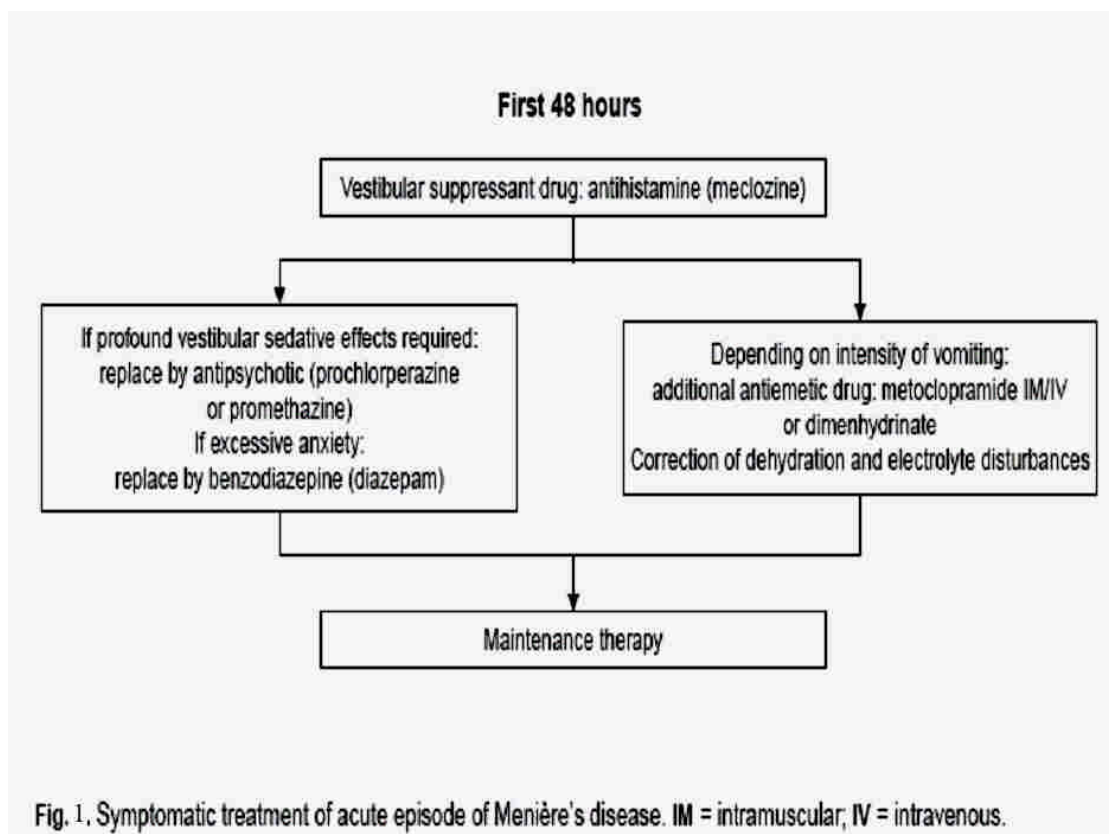 First 48 hours
Vestibular suppressant drug: antihistamine (meclozine)
If profound vestibular sedative effects required:
replace by antipsychotic (prochlorperazine
or promethazine)
If excessive anxiety:
replace by benzodiazepine (diazepam)
Depending on intensity of vomiting:
additional antiemetic drug: metoclopramide IM/IV
or dimenhydrinate
Correction of dehydration and electrolyte disturbances
Maintenance therapy
Fig. 1. Symptomatic treatment of acute episode of Menière's disease. IM = intramuscular; IV = intravenous.